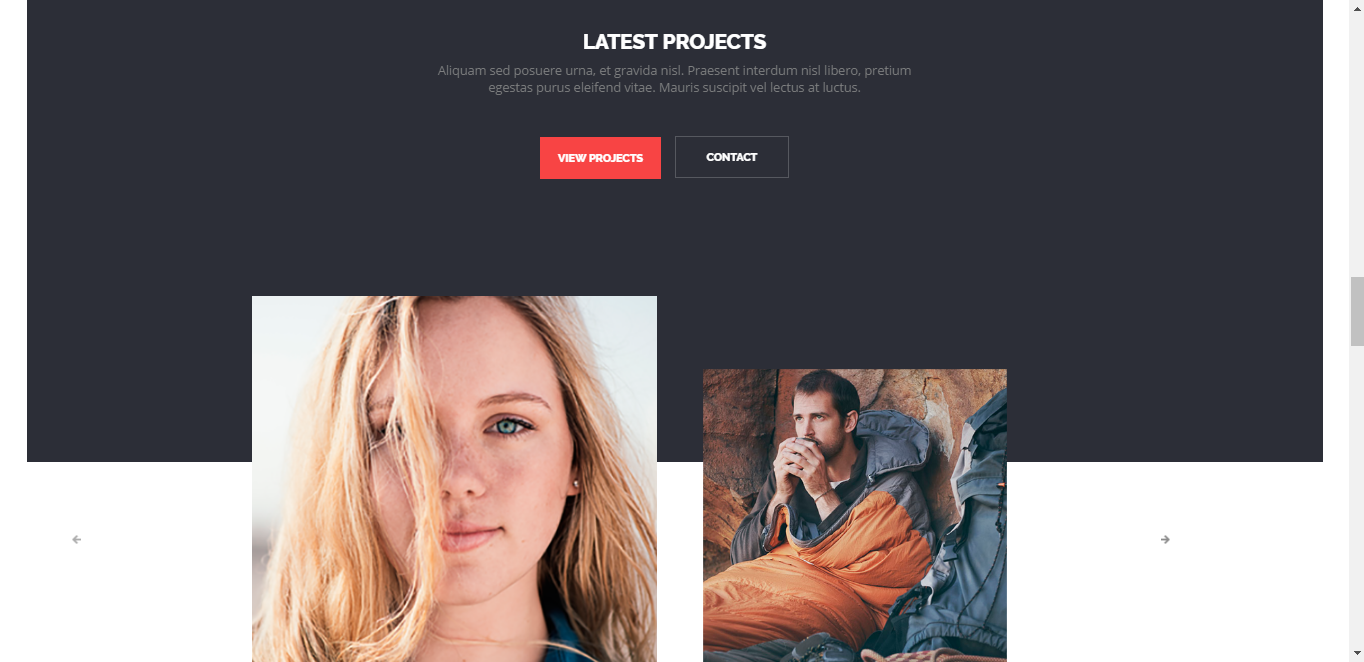 LATEST PROJECTS
Aliquam sed posuere urna, et gravida nisl. Praesent interdum nisl libero, pretium
egestas purus eleifend vitae. Mauris suscipit vel lectus at luctus.
VIEW PROJECTS
CONTACT